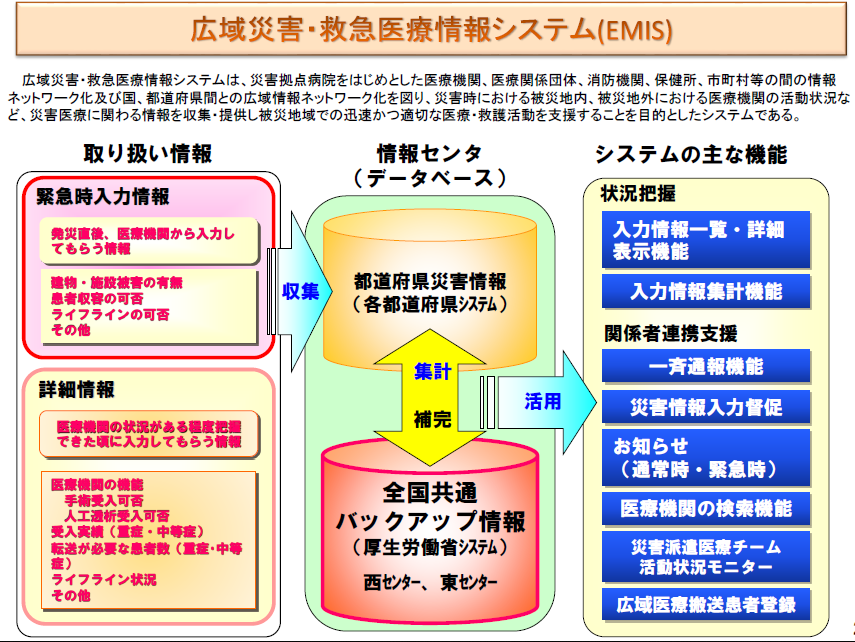 広域災害・救急医療情報システム(EMIS)
広域災害・救急医療情報システムは、災害拠点病院をはじめとした医療機関、医療関係団体、消防機関、保健所、市町村等の間の情報
ネットワーク化及び国、都道府県間との広域情報ネットワーク化を図り、災害時における被災地内、被災地外における医療機関の活動状況な
ど、災害医療に関わる情報を収集・提供し被災地域での迅速かつ適切な医療・救護活動を支援することを目的としたシステムである。
取り扱い情報
緊急時入力情報
発災直後、医療機関から入力し
てもらう情報
建物・施設被害の有無
患者収容の可否
ライフラインの可否
その他
詳細情報
医療機関の状況がある程度把握
できた頃に入力してもらう情報
医療機関の機能
手術受入可否
人工透析受入可否
受入実績（重症・中等症）
転送が必要な患者数（重症・中等
症）
ライフライン状況
その他
収集
情報センタ
（データベース）
都道府県災害情報
（各都道府県ｼｽﾃﾑ）
集計
補完
全国共通
バックアップ情報
（厚生労働省ｼｽﾃﾑ）
西ｾﾝﾀｰ、東ｾﾝﾀｰ
活用
システムの主な機能
状況把握
入力情報一覧・詳細
表示機能
入力情報集計機能
関係者連携支援
一斉通報機能
災害情報入力督促
お知らせ
（通常時・緊急時）
医療機関の検索機能
災害派遣医療チーム
活動状況モニター
広域医療搬送患者登録